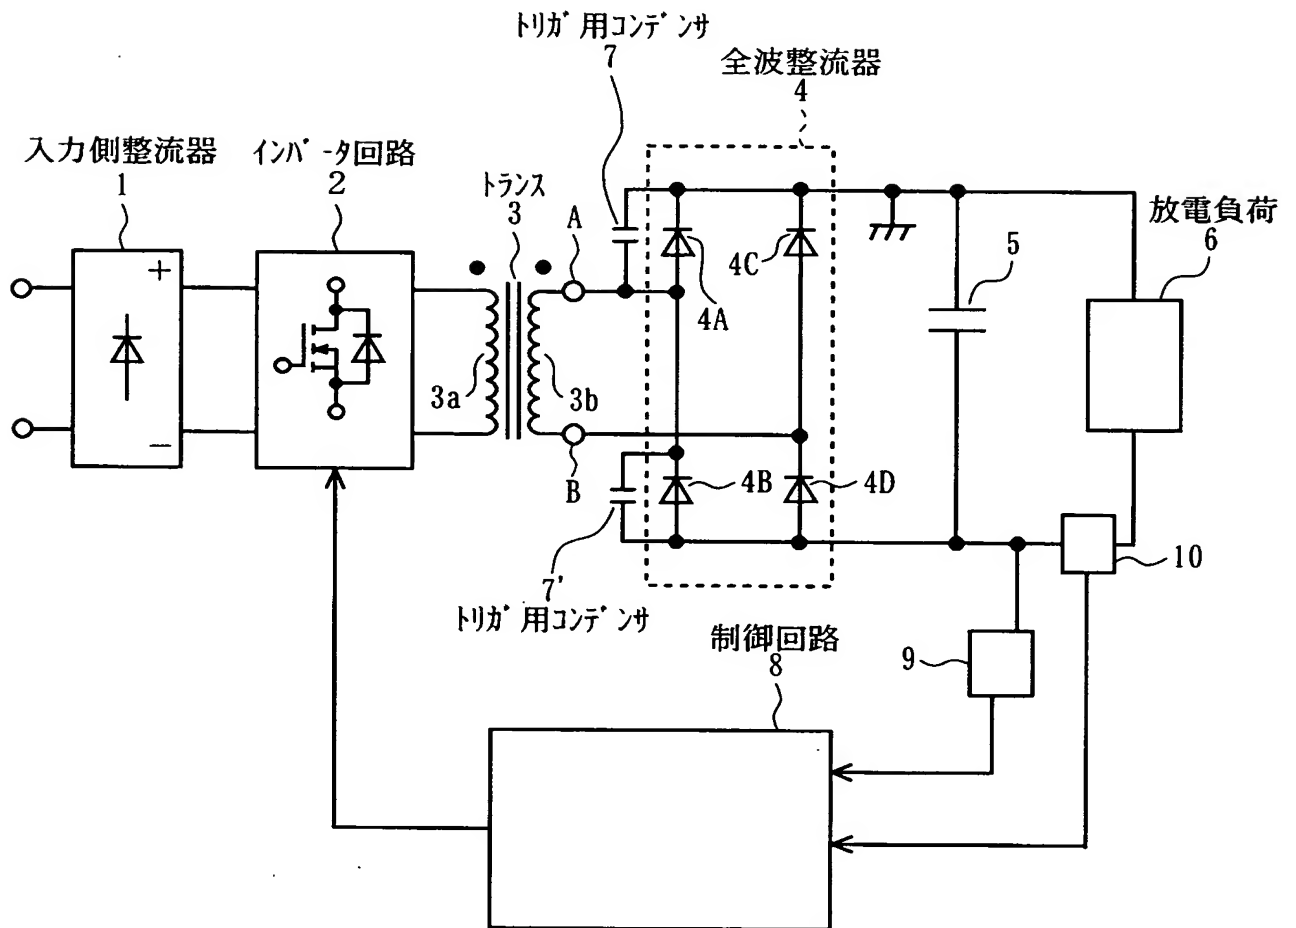 トリガ用コンデンサ
7
全波整流器
4
入力側整流器
1
インバータ回路
2
トランス
3
A
放電負荷
6
+
4C
5
4A
3a
3b
−
B
4B
4D
10
7'
トリガ用コンデンサ
制御回路
8
9